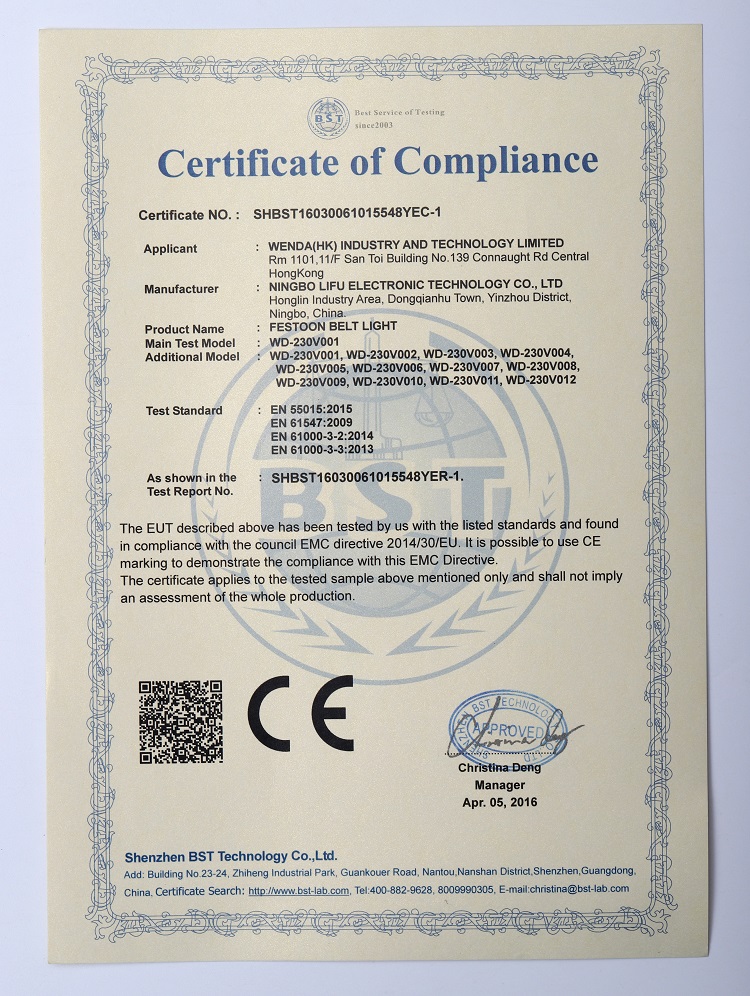 BST
Best Service of Testing
since2003
Certificate of Compliance
Certificate NO. : SHBST16030061015548YEC-1
Applicant : WENDA(HK) INDUSTRY AND TECHNOLOGY LIMITED
Rm 1101,11/F San Toi Building No.139 Connaught Rd Central
HongKong
Manufacturer : NINGBO LIFU ELECTRONIC TECHNOLOGY CO., LTD
Honglin Industry Area, Dongqianhu Town, Yinzhou District,
Ningbo, China.
Product Name : FESTOON BELT LIGHT
Main Test Model : WD-230V001
Additional Model : WD-230V001, WD-230V002, WD-230V003, WD-230V004,
WD-230V005, WD-230V006, WD-230V007, WD-230V008,
WD-230V009, WD-230V010, WD-230V011, WD-230V012
Test Standard : EN 55015:2015
EN 61547:2009
EN 61000-3-2:2014
EN 61000-3-3:2013
As shown in the : SHBST16030061015548YER-1.
Test Report No.
BST
The EUT described above has been tested by us with the listed standards and found
in compliance with the council EMC directive 2014/30/EU. It is possible to use CE
marking to demonstrate the compliance with this EMC Directive.
The certificate applies to the tested sample above mentioned only and shall not imply
an assessment of the whole production.
CE
SHENZHEN BST TECHNOLOGY LTD
APPROVED
Christina Deng
Manager
Apr. 05, 2016
Shenzhen BST Technology Co.,Ltd.
Add: Building No.23-24, Zhiheng Industrial Park, Guankouer Road, Nantou,Nanshan District,Shenzhen,Guangdong,
China, Certificate Search: http://www.bst-lab.com, Tel:400-882-9628, 8009990305, E-mail:christina@bst-lab.com